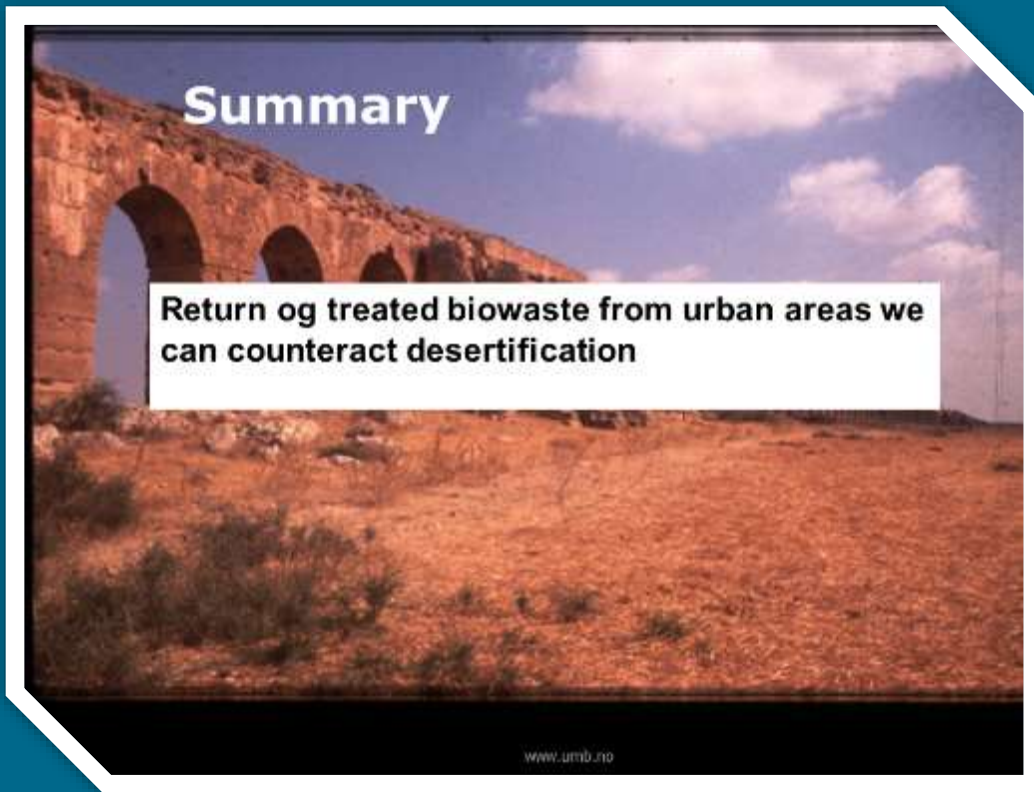 Summary
Return og treated biowaste from urban areas we
can counteract desertification
www.umb.no